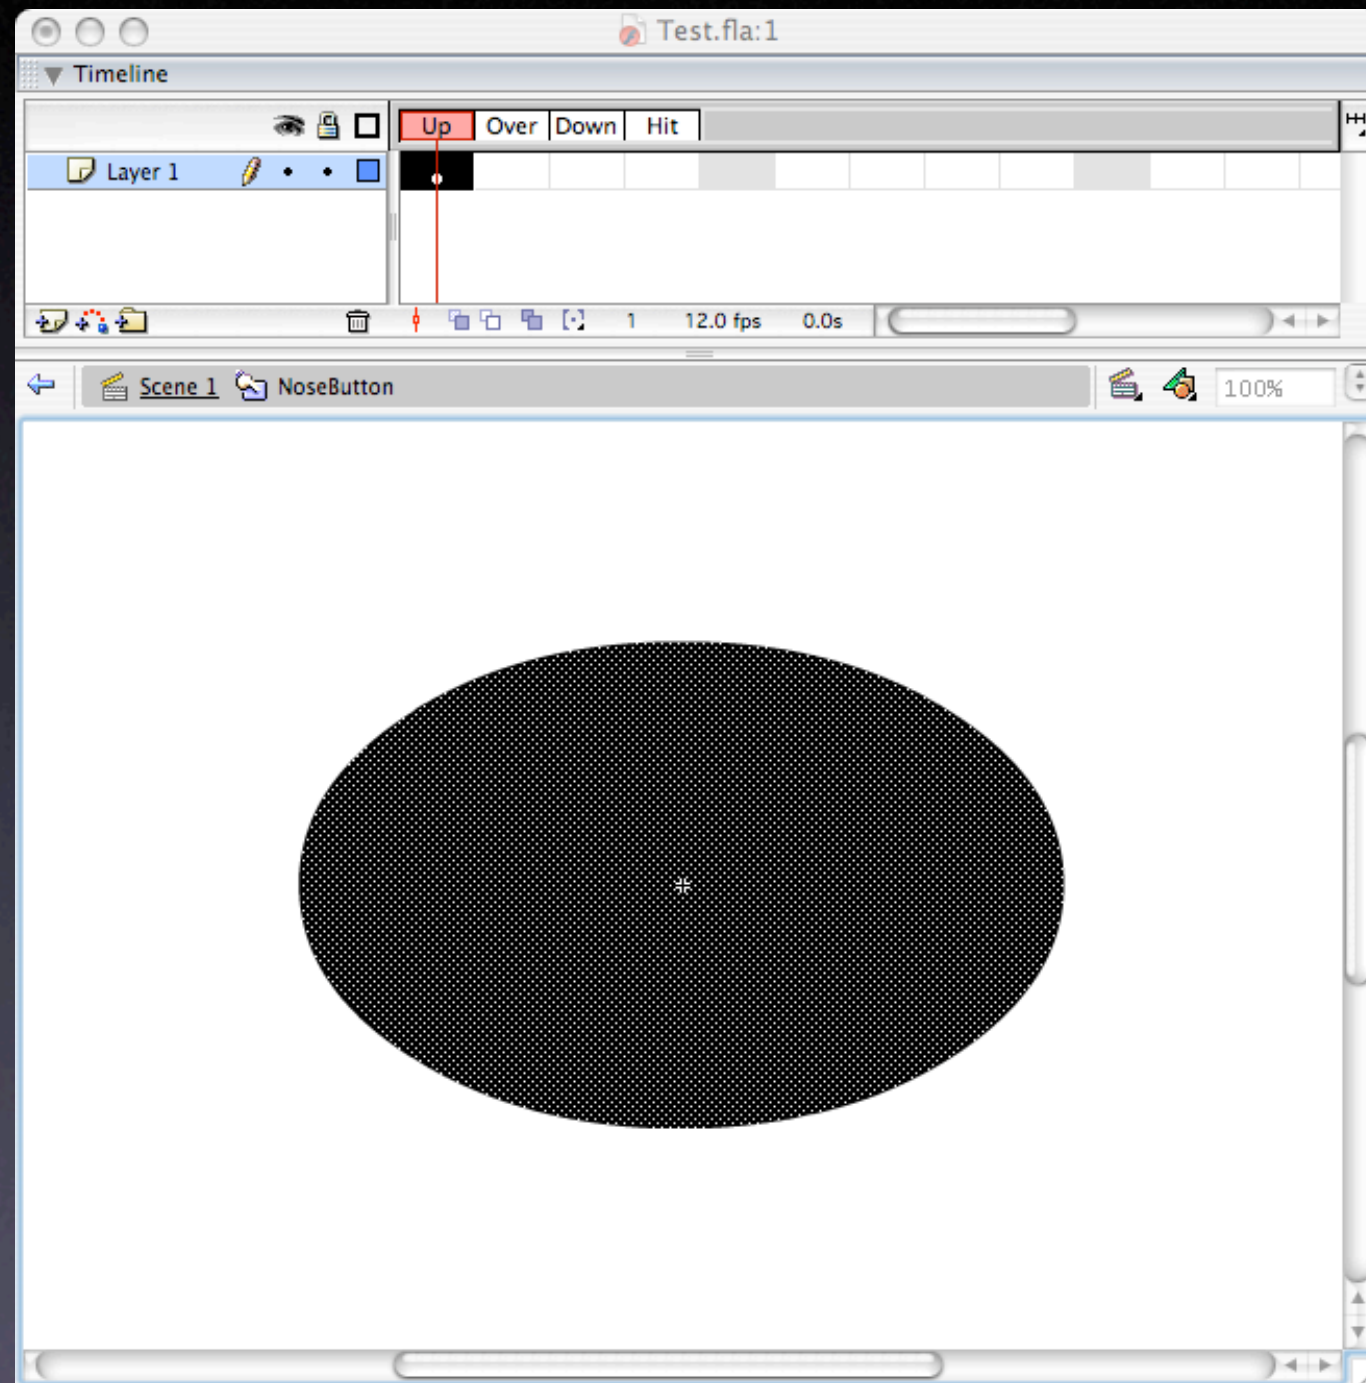 Test.fla:1
Timeline
Up Over Down Hit
Layer 1
1 12.0 fps 0.0s
Scene 1 NoseButton 100%